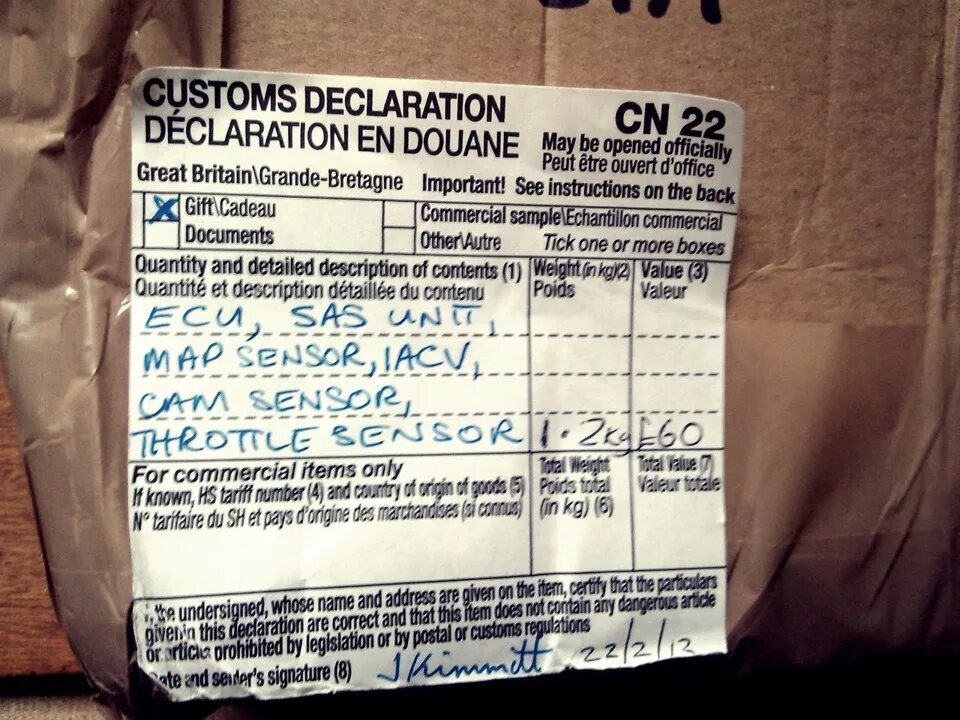 CUSTOMS DECLARATION
DÉCLARATION EN DOUANE
CN 22
May be opened officially
Peut être ouvert d'office
Great Britain\Grande-Bretagne Important! See instructions on the back
X Gift\Cadeau
Commercial sample\Echantillon commercial
Documents
Other\Autre Tick one or more boxes
Quantity and detailed description of contents (1)
Quantité et description détaillée du contenu
Weight (in kg)(2)
Poids
Value (3)
Valeur
ECU, SAS UNIT,
MAP SENSOR, IACV,
CAM SENSOR,
THROTTLE SENSOR 1.2kg £60
For commercial items only
If known, HS tariff number (4) and country of origin of goods (5)
N° tarifaire du SH et pays d'origine des marchandises (si connus)
Total Weight
Poids total
(in kg) (6)
Total Value (7)
Valeur totale
the undersigned, whose name and address are given on the item, certify that the particulars
given in this declaration are correct and that this item does not contain any dangerous article
or article prohibited by legislation or by postal or customs regulations
ate and sender's signature (8) J Kimmitt 22/2/12